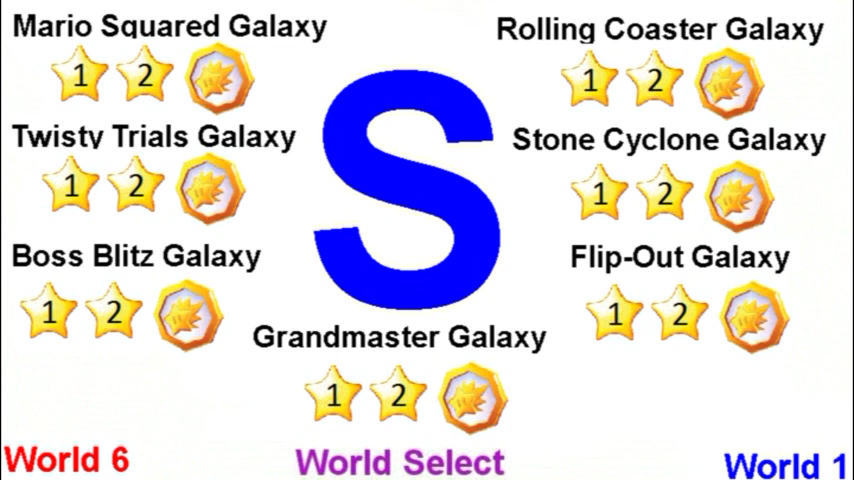 Mario Squared Galaxy
1 2
Rolling Coaster Galaxy
1 2
Twisty Trials Galaxy
1 2
Stone Cyclone Galaxy
1 2
S
Boss Blitz Galaxy
1 2
Flip-Out Galaxy
1 2
Grandmaster Galaxy
1 2
World 6
World Select
World 1